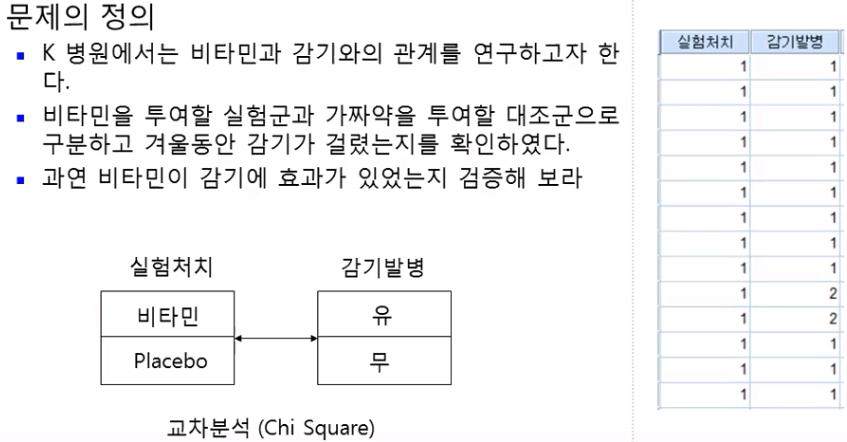 문제의 정의
▪ K 병원에서는 비타민과 감기와의 관계를 연구하고자 한
다.
▪ 비타민을 투여할 실험군과 가짜약을 투여할 대조군으로
구분하고 겨울동안 감기가 걸렸는지를 확인하였다.
▪ 과연 비타민이 감기에 효과가 있었는지 검증해 보라
실험처치 감기발병
비타민 유
Placebo 무
교차분석 (Chi Square)
실험처치 감기발병
1 1
1 1
1 1
1 1
1 1
1 1
1 1
1 1
1 1
1 2
1 2
1 1
1 1
1 1